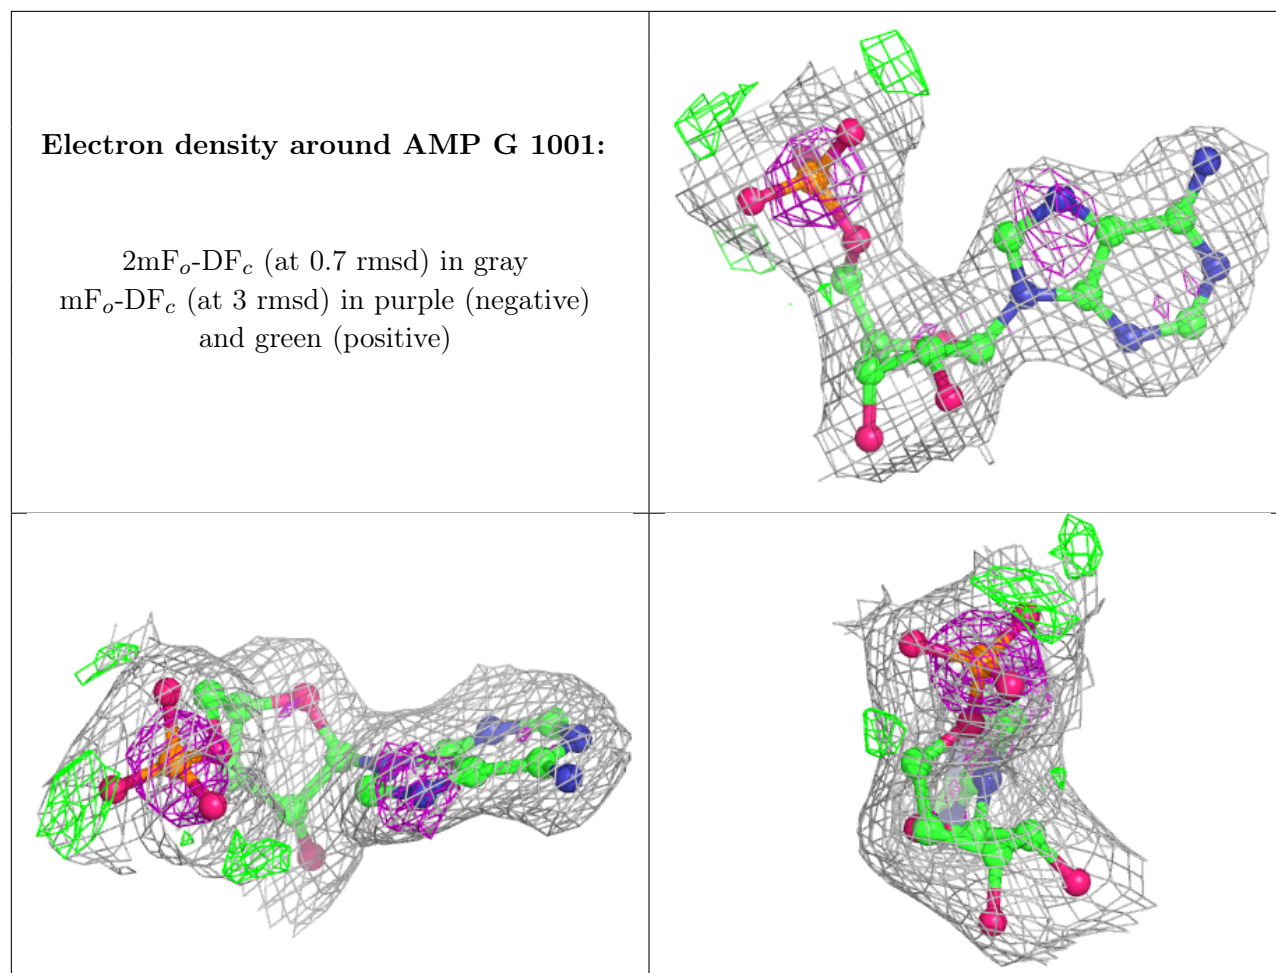 Electron density around AMP G 1001:
2mFo-DFc (at 0.7 rmsd) in gray
mFo-DFc (at 3 rmsd) in purple (negative)
and green (positive)